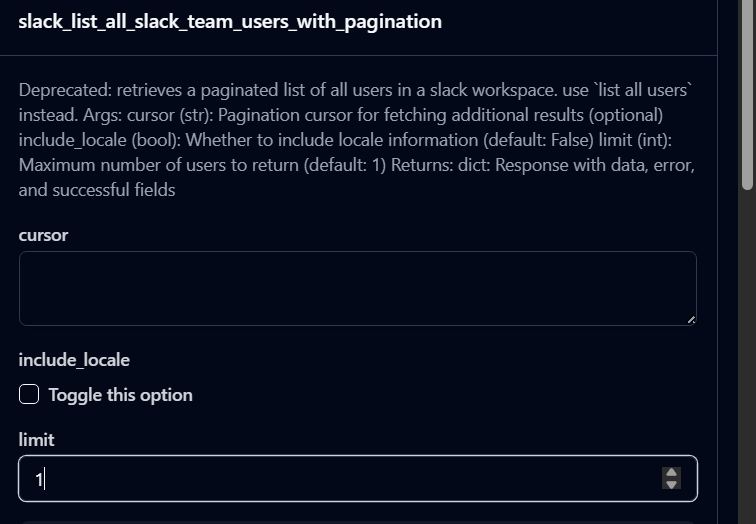 slack_list_all_slack_team_users_with_pagination
Deprecated: retrieves a paginated list of all users in a slack workspace. use `list all users`
instead. Args: cursor (str): Pagination cursor for fetching additional results (optional)
include_locale (bool): Whether to include locale information (default: False) limit (int):
Maximum number of users to return (default: 1) Returns: dict: Response with data, error,
and successful fields
cursor
include_locale
Toggle this option
limit
1